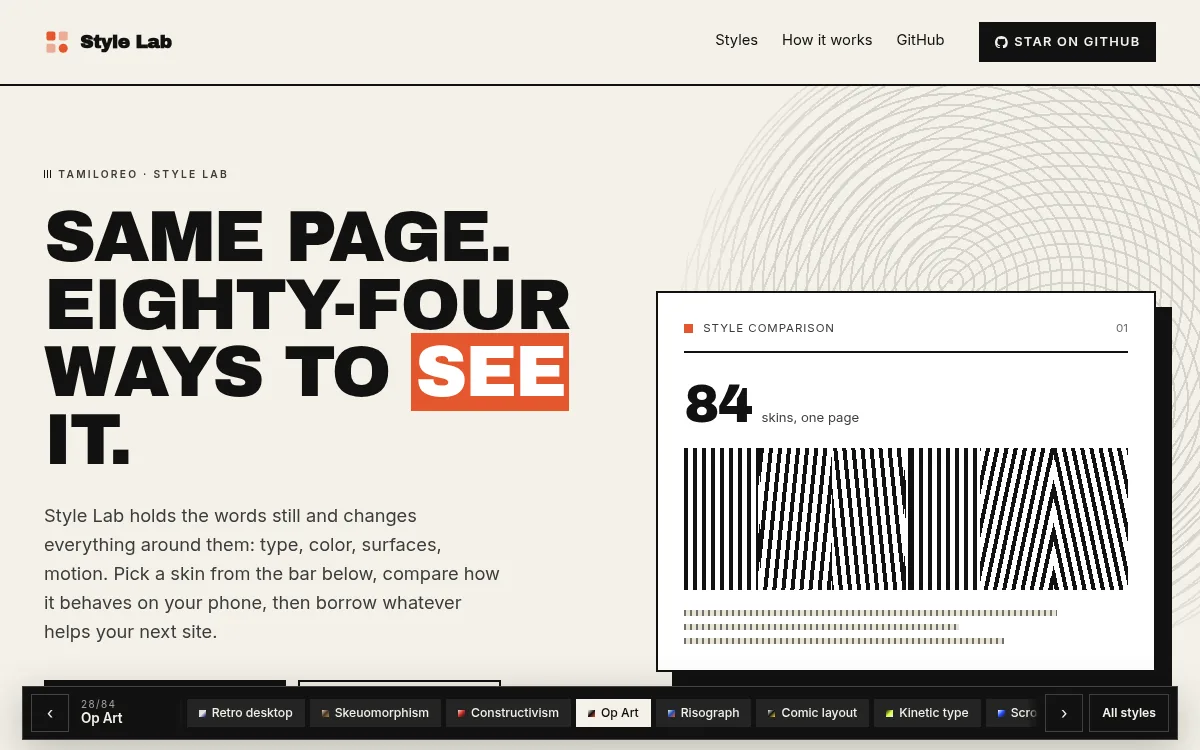 Style Lab
Styles
How it works
GitHub
STAR ON GITHUB
TAMILOREO · STYLE LAB
SAME PAGE.
EIGHTY-FOUR
WAYS TO SEE
IT.
Style Lab holds the words still and changes
everything around them: type, color, surfaces,
motion. Pick a skin from the bar below, compare how
it behaves on your phone, then borrow whatever
helps your next site.
STYLE COMPARISON
01
84 skins, one page
‹
28/84
Op Art
Retro desktop
Skeuomorphism
Constructivism
Op Art
Risograph
Comic layout
Kinetic type
Scro
›
All styles